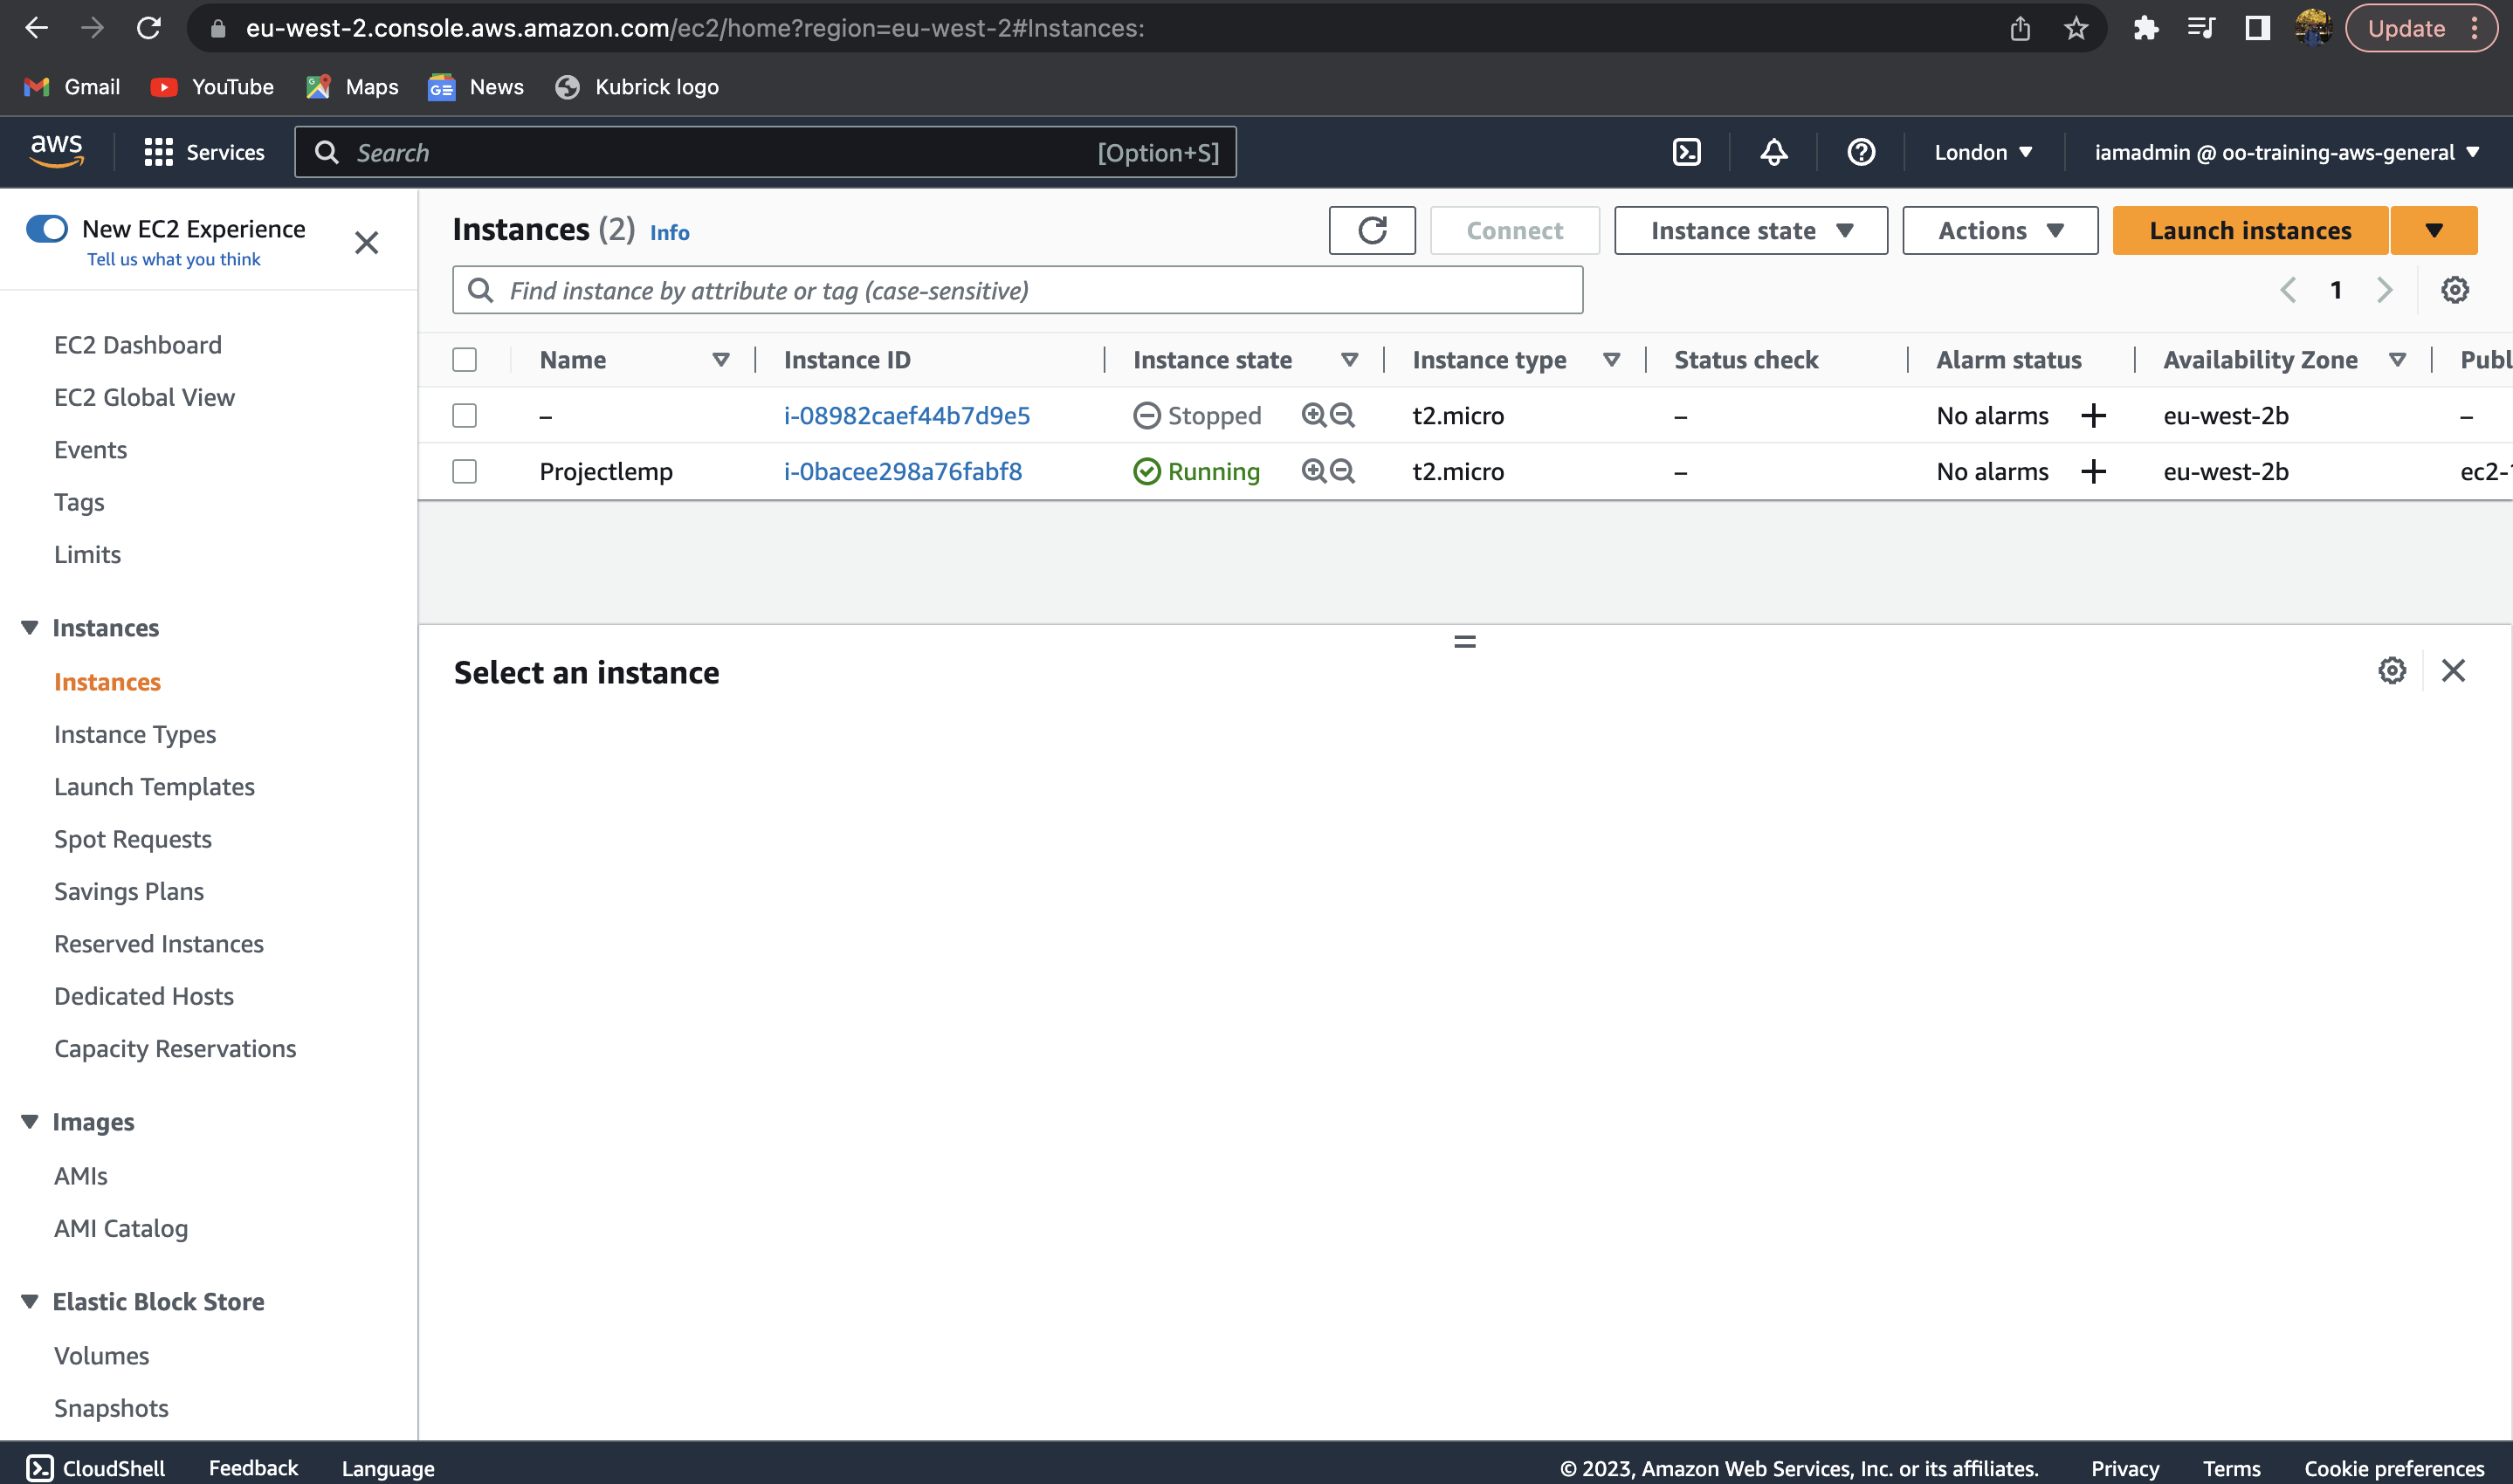 eu-west-2.console.aws.amazon.com/ec2/home?region=eu-west-2#Instances:
Update
Gmail YouTube Maps News Kubrick logo
aws Services Search [Option+S] London iamadmin @ oo-training-aws-general
New EC2 Experience
Tell us what you think
EC2 Dashboard
EC2 Global View
Events
Tags
Limits
Instances
Instances
Instance Types
Launch Templates
Spot Requests
Savings Plans
Reserved Instances
Dedicated Hosts
Capacity Reservations
Images
AMIs
AMI Catalog
Elastic Block Store
Volumes
Snapshots
Instances (2) Info Connect Instance state Actions Launch instances
Find instance by attribute or tag (case-sensitive) 1
Name Instance ID Instance state Instance type Status check Alarm status Availability Zone Publ
– i-08982caef44b7d9e5 Stopped t2.micro – No alarms + eu-west-2b –
Projectlemp i-0bacee298a76fabf8 Running t2.micro – No alarms + eu-west-2b ec2-
Select an instance
CloudShell Feedback Language © 2023, Amazon Web Services, Inc. or its affiliates. Privacy Terms Cookie preferences